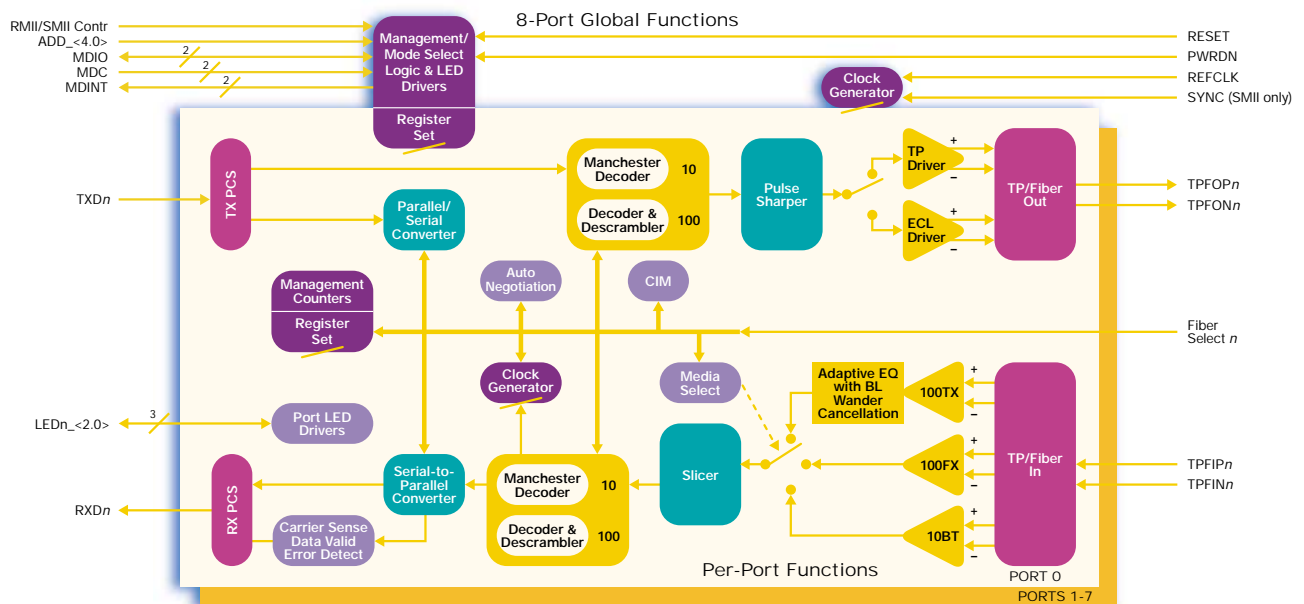 8-Port Global Functions
RMII/SMII Contr
ADD_<4.0>
MDIO
MDC
MDINT
2
2
2
Management/
Mode Select
Logic & LED
Drivers
Register
Set
Clock
Generator
RESET
PWRDN
REFCLK
SYNC (SMII only)
TXDn
TX PCS
Parallel/
Serial
Converter
Manchester
Decoder
10
Decoder &
Descrambler
100
Pulse
Sharper
TP
Driver
+
–
ECL
Driver
+
–
TP/Fiber
Out
TPFOPn
TPFONn
Management
Counters
Register
Set
Auto
Negotiation
CIM
Fiber
Select n
Clock
Generator
Media
Select
Adaptive EQ
with BL
Wander
Cancellation
100TX
+
–
100FX
+
–
10BT
+
–
TP/Fiber
In
TPFIPn
TPFINn
LEDn_<2.0>
3
Port LED
Drivers
RXDn
RX PCS
Serial-to-
Parallel
Converter
Carrier Sense
Data Valid
Error Detect
Manchester
Decoder
10
Decoder &
Descrambler
100
Slicer
Per-Port Functions
PORT 0
PORTS 1-7